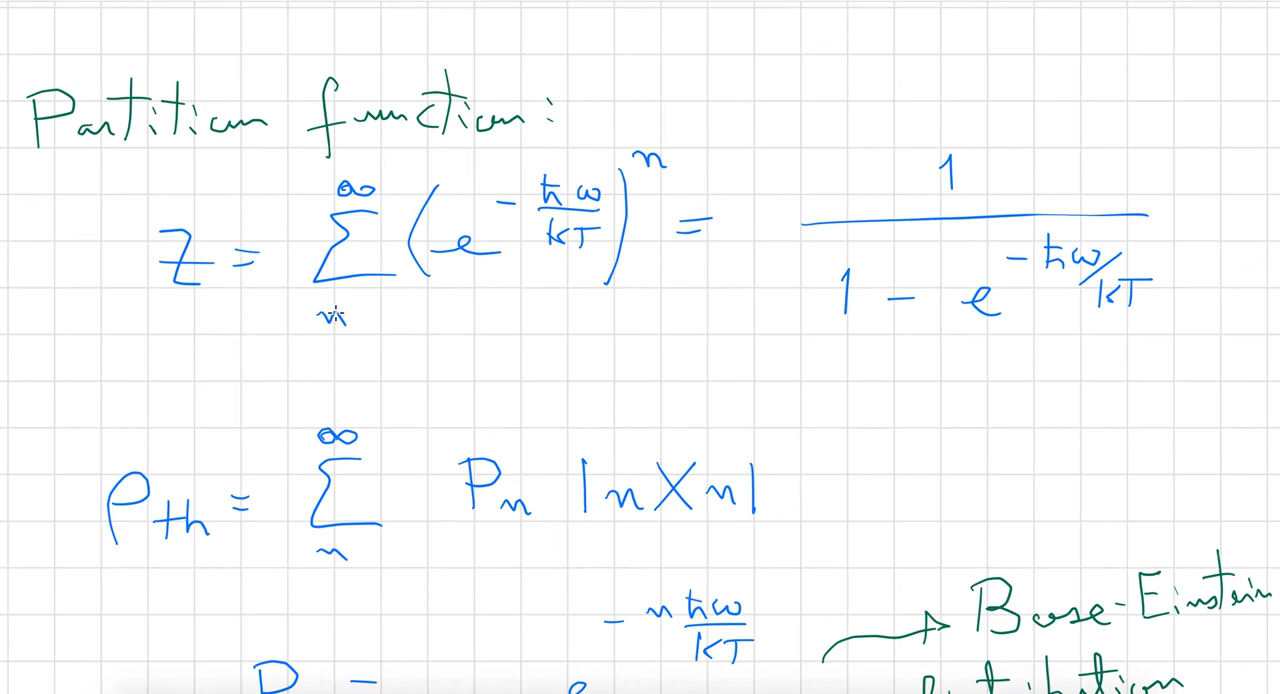 Partition function:
Z = ∑_n^∞ (e^{-ħω/kT})^n = 1 / (1 - e^{-ħω/kT})
ρ_th = ∑_n^∞ P_n |n⟩⟨n|
P = e^{-nħω/kT} → Bose-Einstein